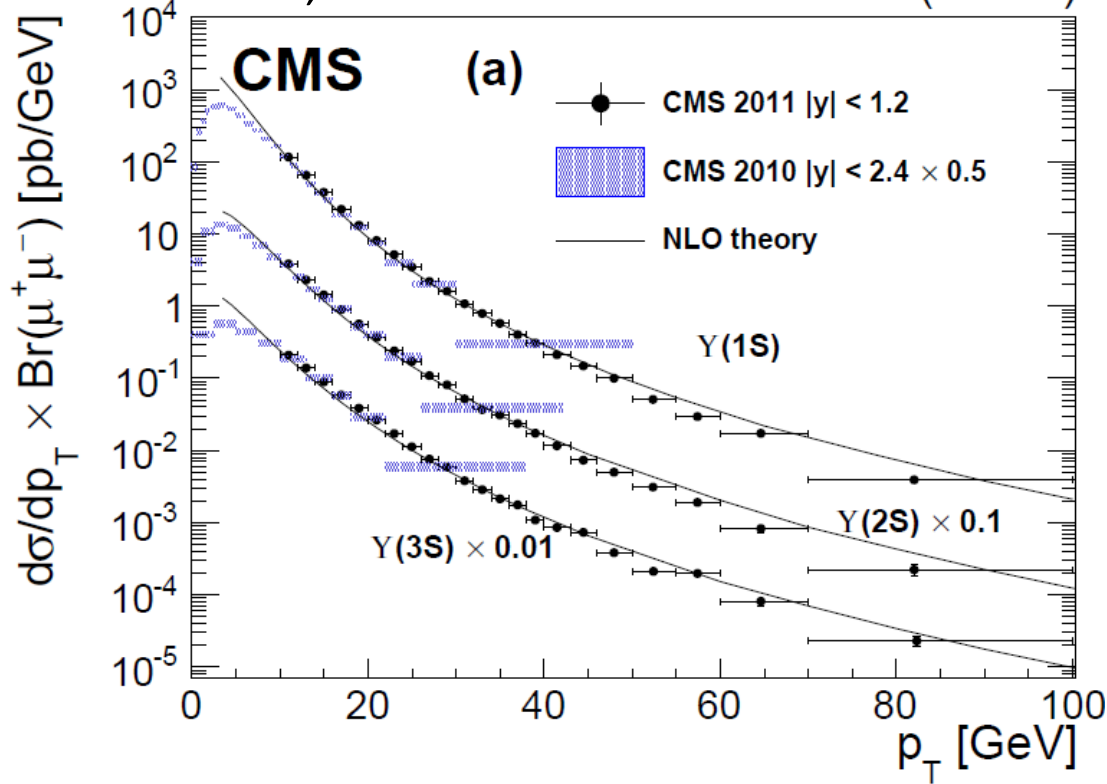 CMS (a)
CMS 2011 |y| < 1.2
CMS 2010 |y| < 2.4 × 0.5
NLO theory
ϒ(1S)
ϒ(2S) × 0.1
ϒ(3S) × 0.01
dσ/dp_T × Br(μ⁺μ⁻) [pb/GeV]
10⁴
10³
10²
10
1
10⁻¹
10⁻²
10⁻³
10⁻⁴
10⁻⁵
0 20 40 60 80 100
p_T [GeV]